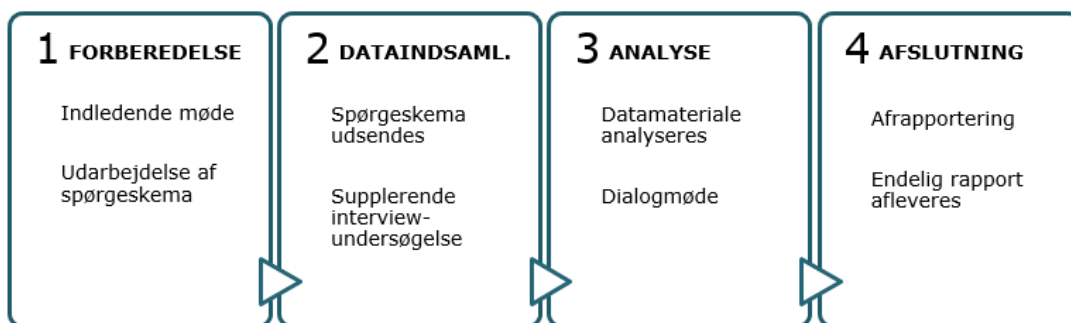 1 FORBEREDELSE
Indledende møde
Udarbejdelse af
spørgeskema
2 DATAINDSAML.
Spørgeskema
udsendes
Supplerende
interview-
undersøgelse
3 ANALYSE
Datamateriale
analyseres
Dialogmøde
4 AFSLUTNING
Afrapportering
Endelig rapport
afleveres